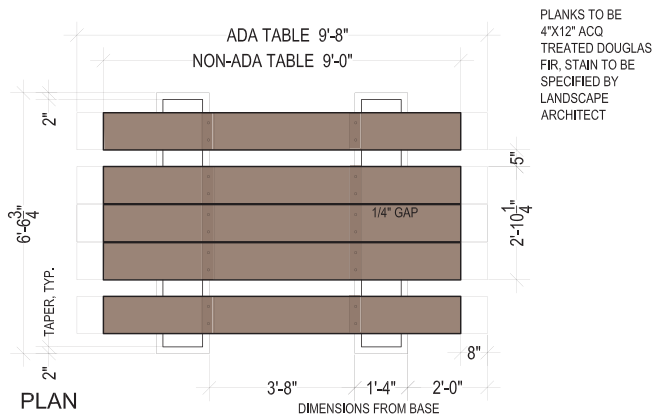 ADA TABLE 9'-8"
NON-ADA TABLE 9'-0"
PLANKS TO BE
4"X12" ACQ
TREATED DOUGLAS
FIR, STAIN TO BE
SPECIFIED BY
LANDSCAPE
ARCHITECT
2"
5"
1/4" GAP
6'-6 3/4"
2'-10 1/4"
TAPER, TYP.
2"
8"
3'-8"
1'-4"
2'-0"
PLAN
DIMENSIONS FROM BASE